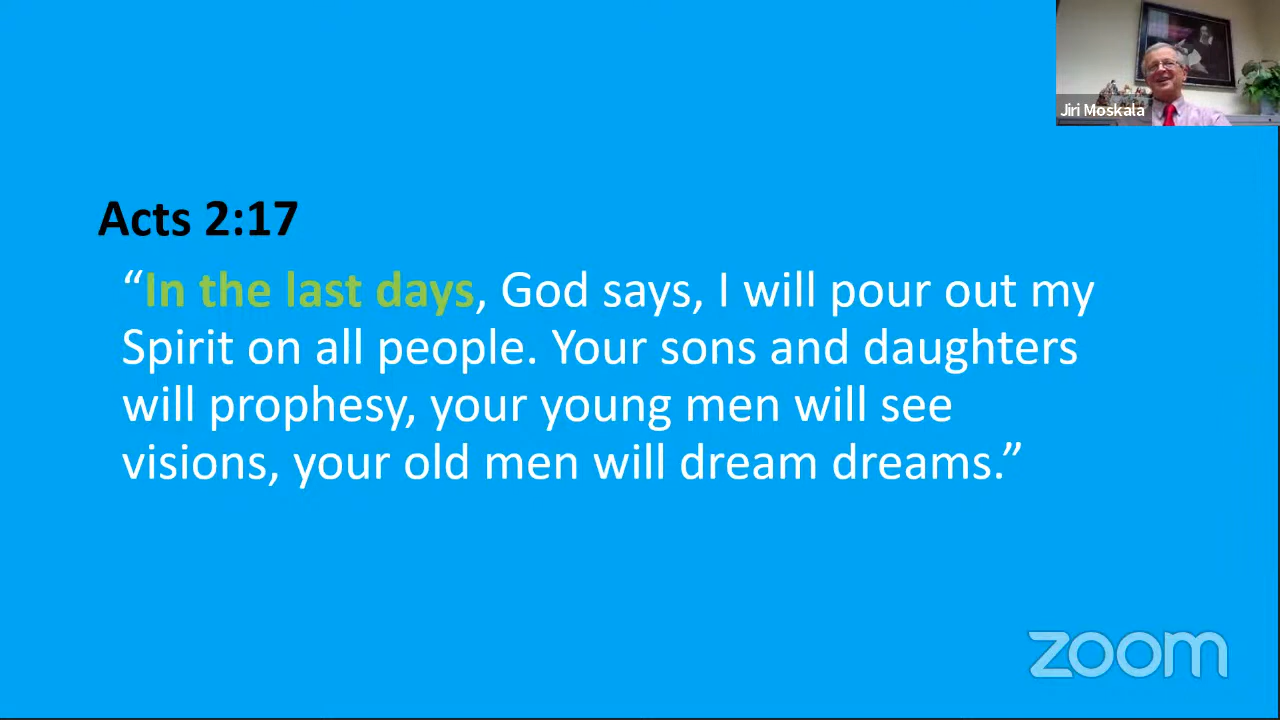 Jiri Moskala
Acts 2:17
“In the last days, God says, I will pour out my
Spirit on all people. Your sons and daughters
will prophesy, your young men will see
visions, your old men will dream dreams.”
zoom